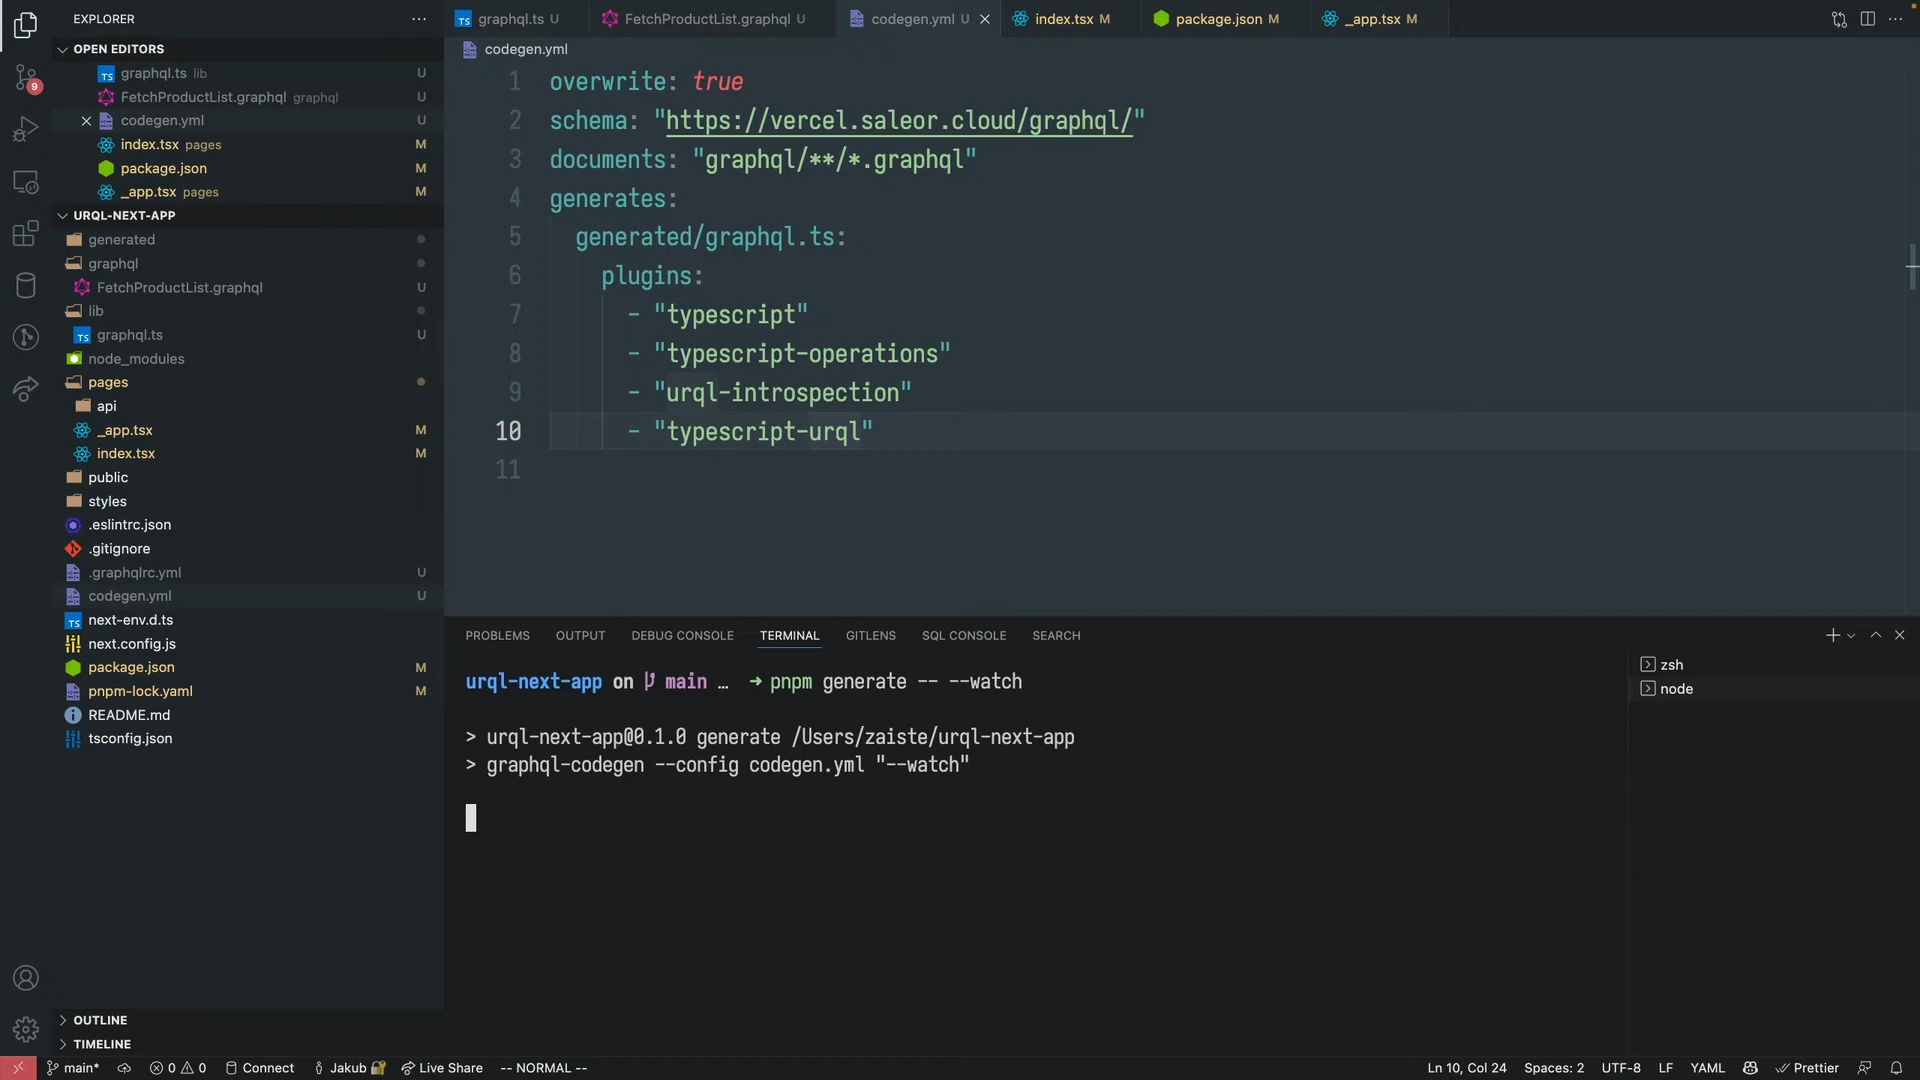 EXPLORER
OPEN EDITORS
graphql.ts lib U
FetchProductList.graphql graphql U
codegen.yml U
index.tsx pages M
package.json M
_app.tsx pages M
URQL-NEXT-APP
generated
graphql
FetchProductList.graphql U
lib
graphql.ts U
node_modules
pages
api
_app.tsx M
index.tsx M
public
styles
.eslintrc.json
.gitignore
.graphqlrc.yml U
codegen.yml U
next-env.d.ts
next.config.js
package.json M
pnpm-lock.yaml M
README.md
tsconfig.json
OUTLINE
TIMELINE
9
graphql.ts U FetchProductList.graphql U codegen.yml U index.tsx M package.json M _app.tsx M
codegen.yml
1 overwrite: true
2 schema: "https://vercel.saleor.cloud/graphql/"
3 documents: "graphql/**/*.graphql"
4 generates:
5 generated/graphql.ts:
6 plugins:
7 - "typescript"
8 - "typescript-operations"
9 - "urql-introspection"
10 - "typescript-urql"
11
PROBLEMS OUTPUT DEBUG CONSOLE TERMINAL GITLENS SQL CONSOLE SEARCH
urql-next-app on main … ➜ pnpm generate -- --watch
> urql-next-app@0.1.0 generate /Users/zaiste/urql-next-app
> graphql-codegen --config codegen.yml "--watch"
zsh
node
main* 0 0 Connect Jakub Live Share -- NORMAL -- Ln 10, Col 24 Spaces: 2 UTF-8 LF YAML Prettier